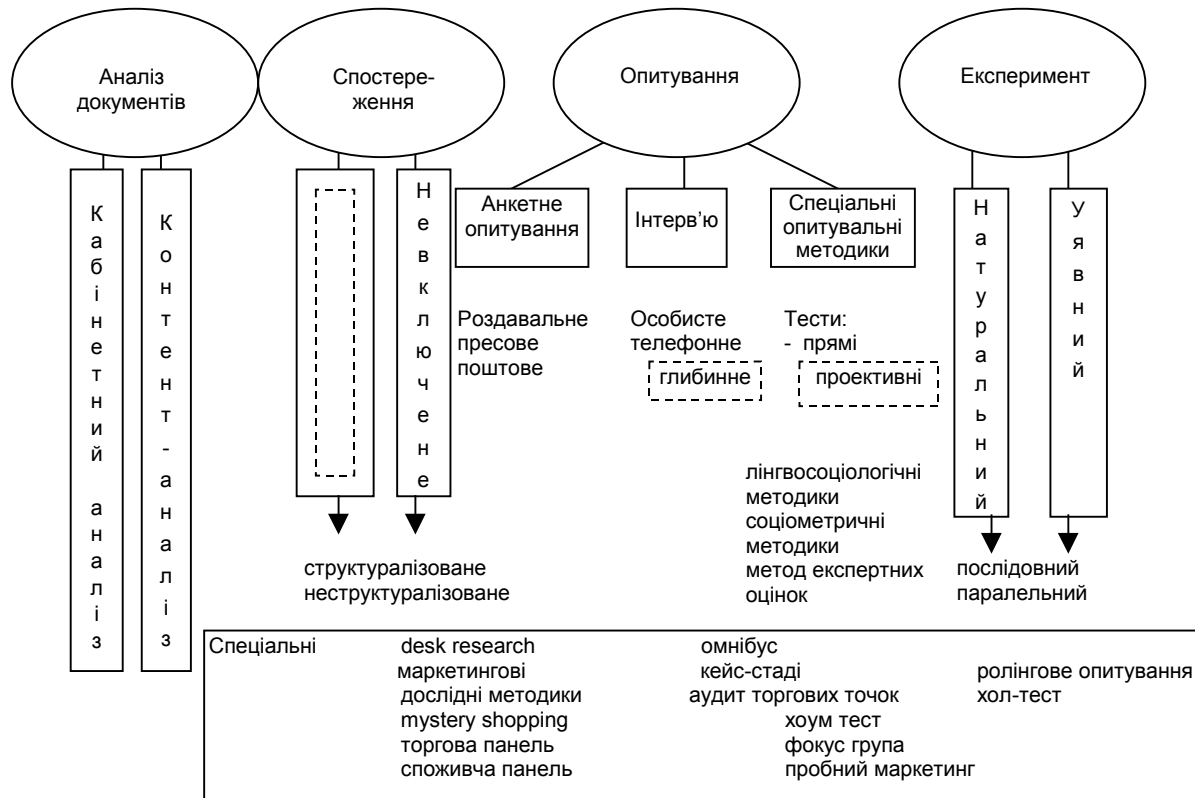 Аналіз
документів
Спостере-
ження
Опитування
Експеримент
Кабінетний аналіз
Контент-аналіз
Невключене
Анкетне
опитування
Інтерв’ю
Спеціальні
опитувальні
методики
Натуральний
Уявний
Роздавальне
пресове
поштове
Особисте
телефонне
глибинне
Тести:
- прямі
проективні
лінгвосоціологічні
методики
соціометричні
методики
метод експертних
оцінок
структуралізоване
неструктуралізоване
послідовний
паралельний
Спеціальні desk research омнібус
маркетингові кейс-стаді ролінгове опитування
дослідні методики аудит торгових точок хол-тест
mystery shopping хоум тест
торгова панель фокус група
споживча панель пробний маркетинг